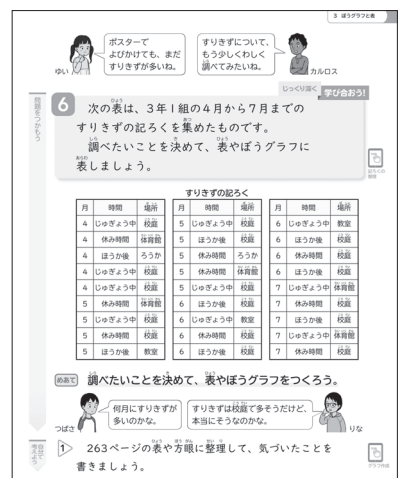 3 ぼうグラフと表
ポスターで
よびかけても、まだ
すりきずが多いね。
ゆい
すりきずについて、
もう少しくわしく
調べてみたいね。
カルロス
じっくり深く 学び合おう!
問題をつかもう
6 次の表は、3年1組の4月から7月までの
すりきずの記ろくを集めたものです。
調べたいことを決めて、表やぼうグラフに
表しましょう。
すりきずの記ろく
月 時間 場所 月 時間 場所 月 時間 場所
4 じゅぎょう中 校庭 5 じゅぎょう中 校庭 6 じゅぎょう中 教室
4 休み時間 体育館 5 ほうか後 校庭 6 ほうか後 校庭
4 ほうか後 ろうか 5 休み時間 ろうか 6 休み時間 校庭
4 じゅぎょう中 校庭 5 休み時間 体育館 6 ほうか後 校庭
4 じゅぎょう中 校庭 5 じゅぎょう中 校庭 7 じゅぎょう中 体育館
5 休み時間 体育館 6 休み時間 校庭 7 休み時間 校庭
5 じゅぎょう中 校庭 6 じゅぎょう中 教室 7 ほうか後 校庭
5 休み時間 校庭 6 休み時間 校庭 7 じゅぎょう中 体育館
5 ほうか後 教室 6 ほうか後 校庭 7 休み時間 校庭
めあて 調べたいことを決めて、表やぼうグラフをつくろう。
何月にすりきずが
多いのかな。
つばさ
すりきずは校庭で多そうだけど、
本当にそうなのかな。
りな
自分で考えよう
1 263ページの表や方眼に整理して、気づいたことを
書きましょう。
グラフ作成